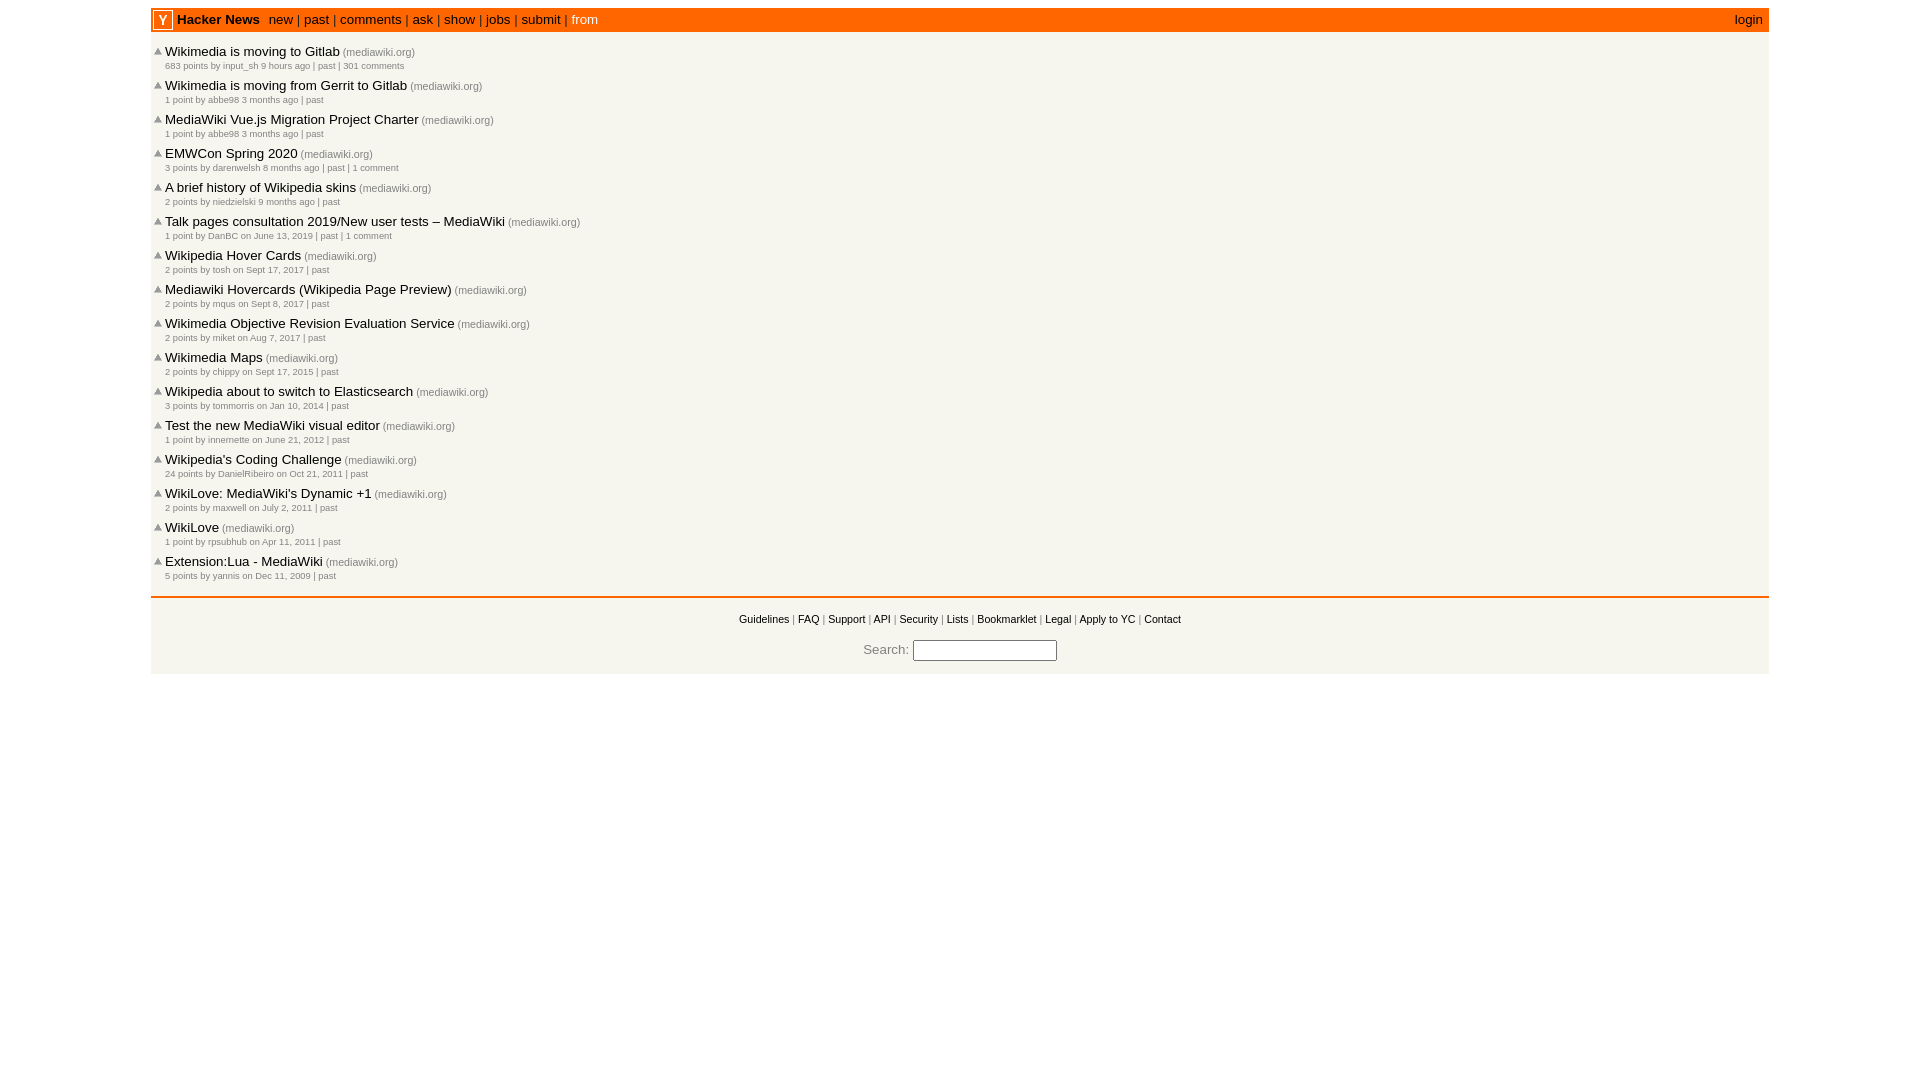 Y Hacker News new | past | comments | ask | show | jobs | submit | from login
Wikimedia is moving to Gitlab (mediawiki.org)
683 points by input_sh 9 hours ago | past | 301 comments
Wikimedia is moving from Gerrit to Gitlab (mediawiki.org)
1 point by abbe98 3 months ago | past
MediaWiki Vue.js Migration Project Charter (mediawiki.org)
1 point by abbe98 3 months ago | past
EMWCon Spring 2020 (mediawiki.org)
3 points by darenwelsh 8 months ago | past | 1 comment
A brief history of Wikipedia skins (mediawiki.org)
2 points by niedzielski 9 months ago | past
Talk pages consultation 2019/New user tests – MediaWiki (mediawiki.org)
1 point by DanBC on June 13, 2019 | past | 1 comment
Wikipedia Hover Cards (mediawiki.org)
2 points by tosh on Sept 17, 2017 | past
Mediawiki Hovercards (Wikipedia Page Preview) (mediawiki.org)
2 points by mqus on Sept 8, 2017 | past
Wikimedia Objective Revision Evaluation Service (mediawiki.org)
2 points by miket on Aug 7, 2017 | past
Wikimedia Maps (mediawiki.org)
2 points by chippy on Sept 17, 2015 | past
Wikipedia about to switch to Elasticsearch (mediawiki.org)
3 points by tommorris on Jan 10, 2014 | past
Test the new MediaWiki visual editor (mediawiki.org)
1 point by innernette on June 21, 2012 | past
Wikipedia's Coding Challenge (mediawiki.org)
24 points by DanielRibeiro on Oct 21, 2011 | past
WikiLove: MediaWiki's Dynamic +1 (mediawiki.org)
2 points by maxwell on July 2, 2011 | past
WikiLove (mediawiki.org)
1 point by rpsubhub on Apr 11, 2011 | past
Extension:Lua - MediaWiki (mediawiki.org)
5 points by yannis on Dec 11, 2009 | past
Guidelines | FAQ | Support | API | Security | Lists | Bookmarklet | Legal | Apply to YC | Contact
Search: